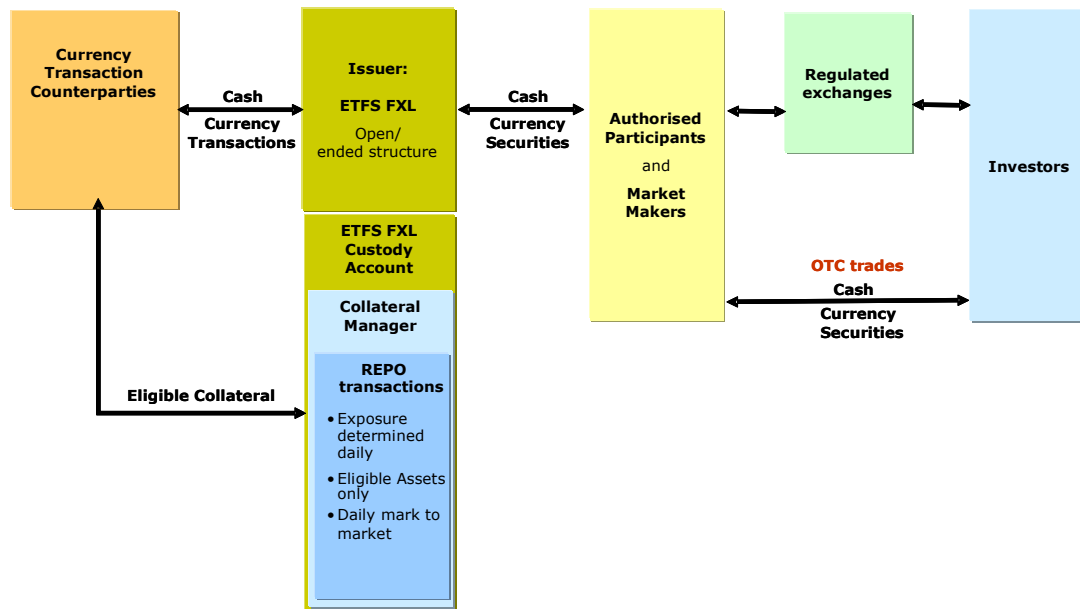 Currency
Transaction
Counterparties
Cash
Currency
Transactions
Issuer:
ETFS FXL
Open/
ended structure
Cash
Currency
Securities
Authorised
Participants
and
Market
Makers
Regulated
exchanges
Investors
OTC trades
Cash
Currency
Securities
ETFS FXL
Custody
Account
Collateral
Manager
REPO
transactions
• Exposure
determined
daily
• Eligible Assets
only
• Daily mark to
market
Eligible Collateral